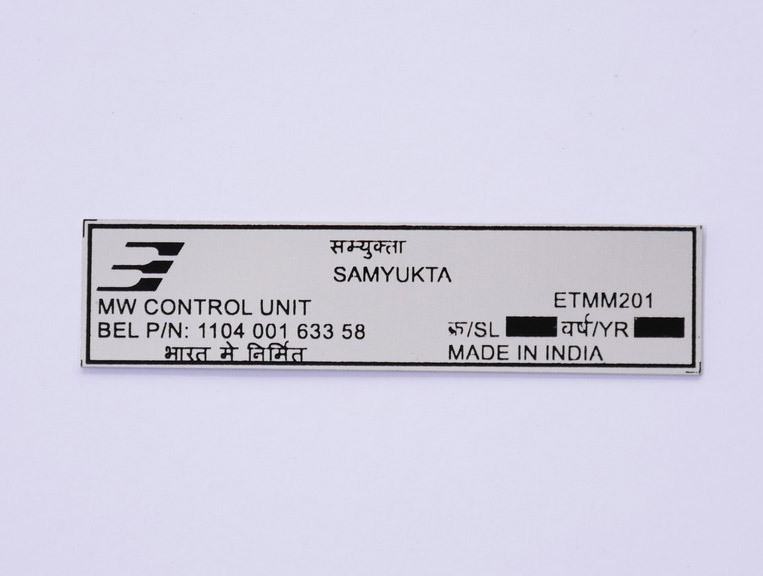 सम्युक्ता
SAMYUKTA
MW CONTROL UNIT
ETMM201
BEL P/N: 1104 001 633 58
क्र/SL वर्ष/YR
भारत मे निर्मित
MADE IN INDIA